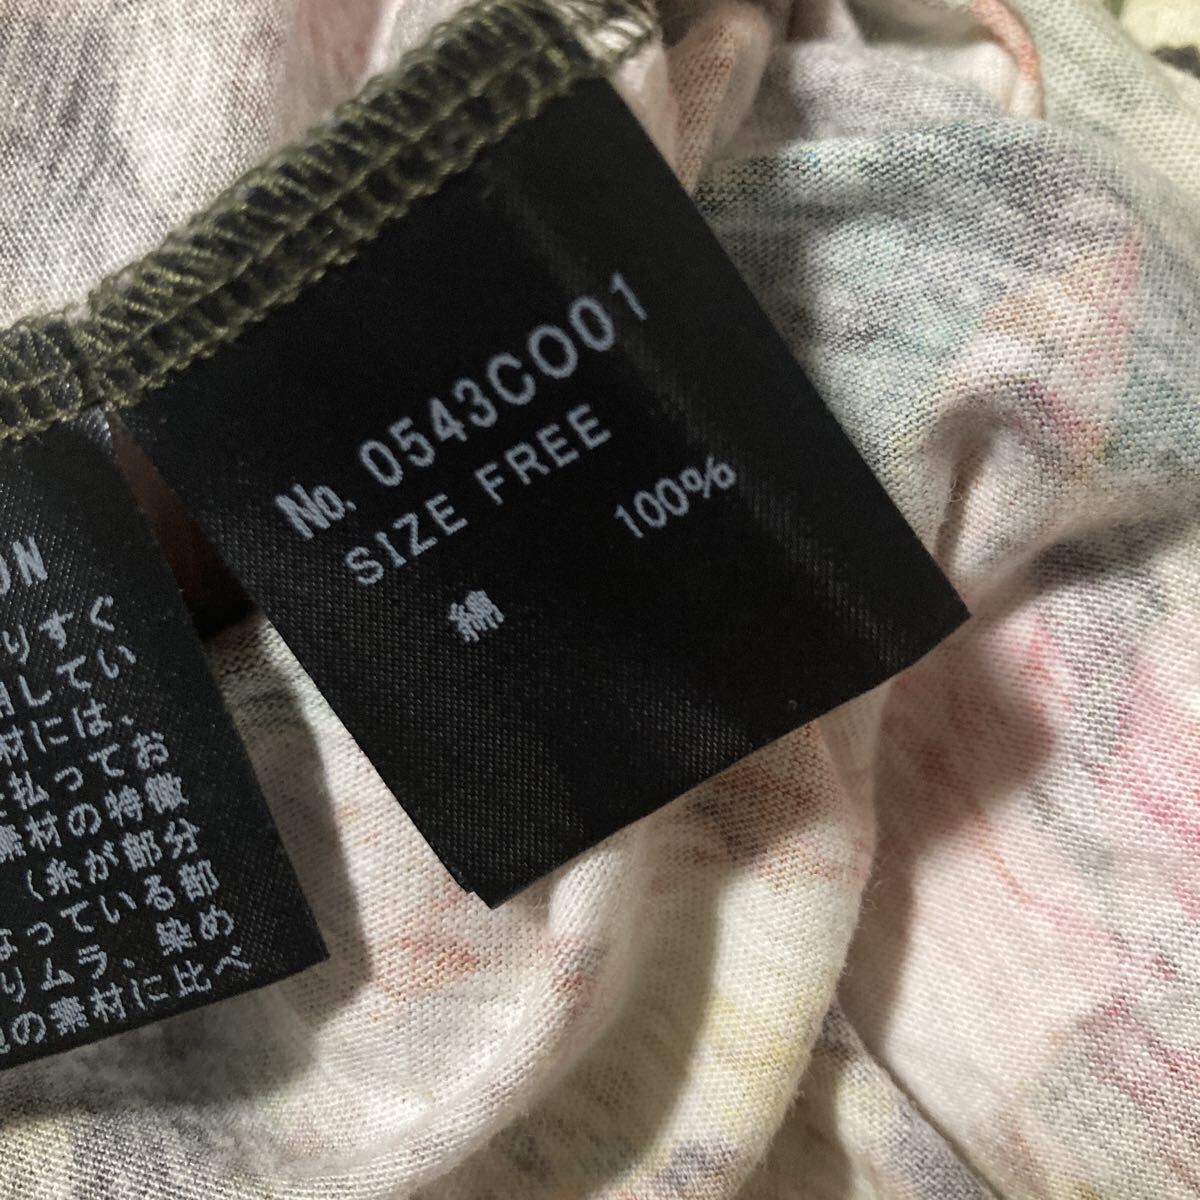 No. 0543CO001
SIZE FREE
綿 100%
ON
りすぐ
用してい
材には、
払ってお
素材の特徴
(糸が部分
なっている部
りムラ、染め
の素材に比べ